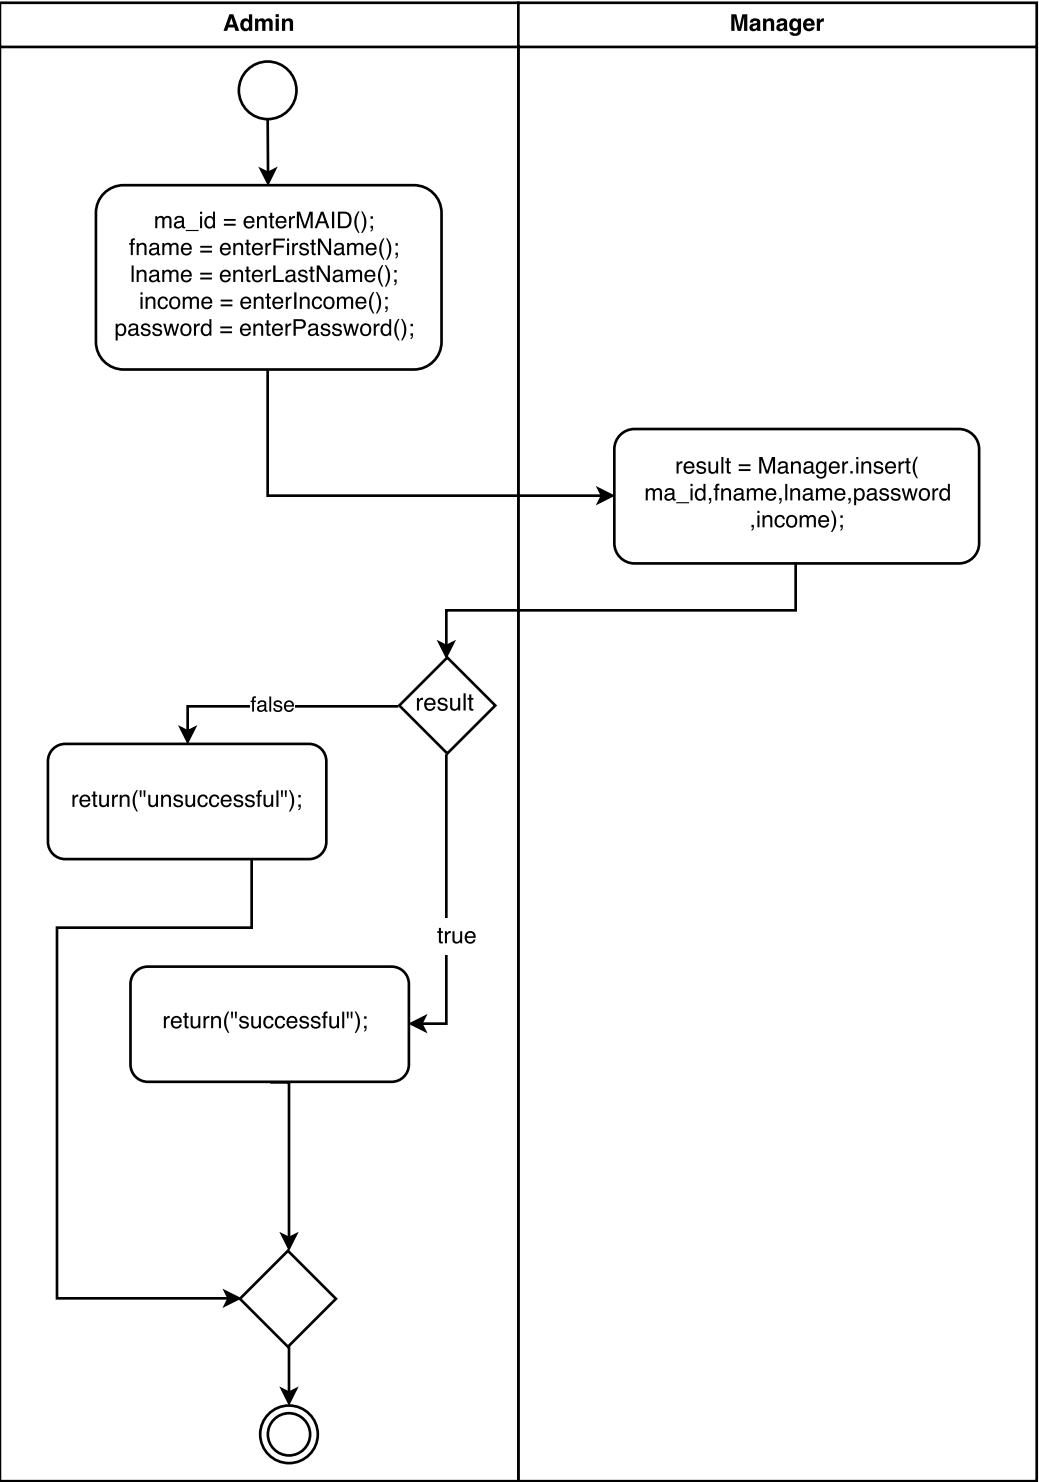 Admin
Manager
ma_id = enterMAID();
fname = enterFirstName();
lname = enterLastName();
income = enterIncome();
password = enterPassword();
result = Manager.insert(
ma_id,fname,lname,password
,income);
result
false
return("unsuccessful");
true
return("successful");